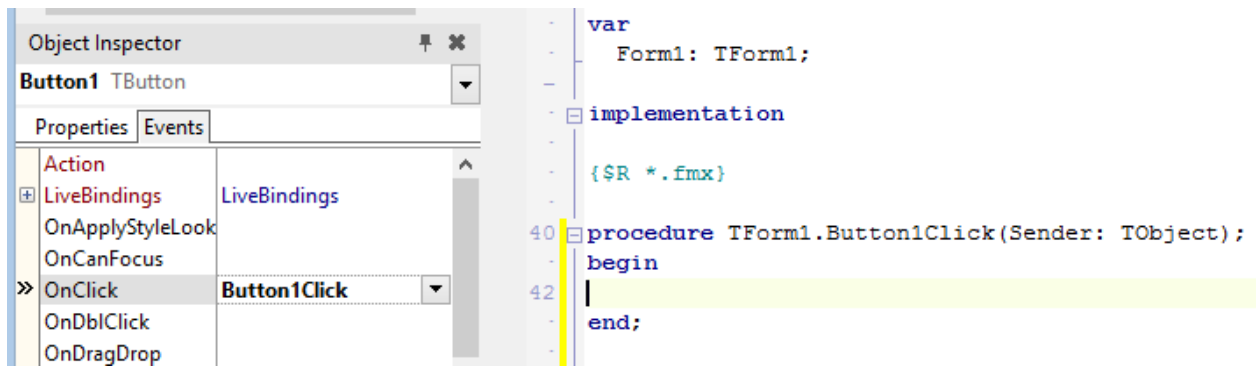 Object Inspector
Button1 TButton
Properties Events
Action
LiveBindings LiveBindings
OnApplyStyleLook
OnCanFocus
OnClick Button1Click
OnDblClick
OnDragDrop
var
Form1: TForm1;
implementation
{$R *.fmx}
40 procedure TForm1.Button1Click(Sender: TObject);
begin
42
end;